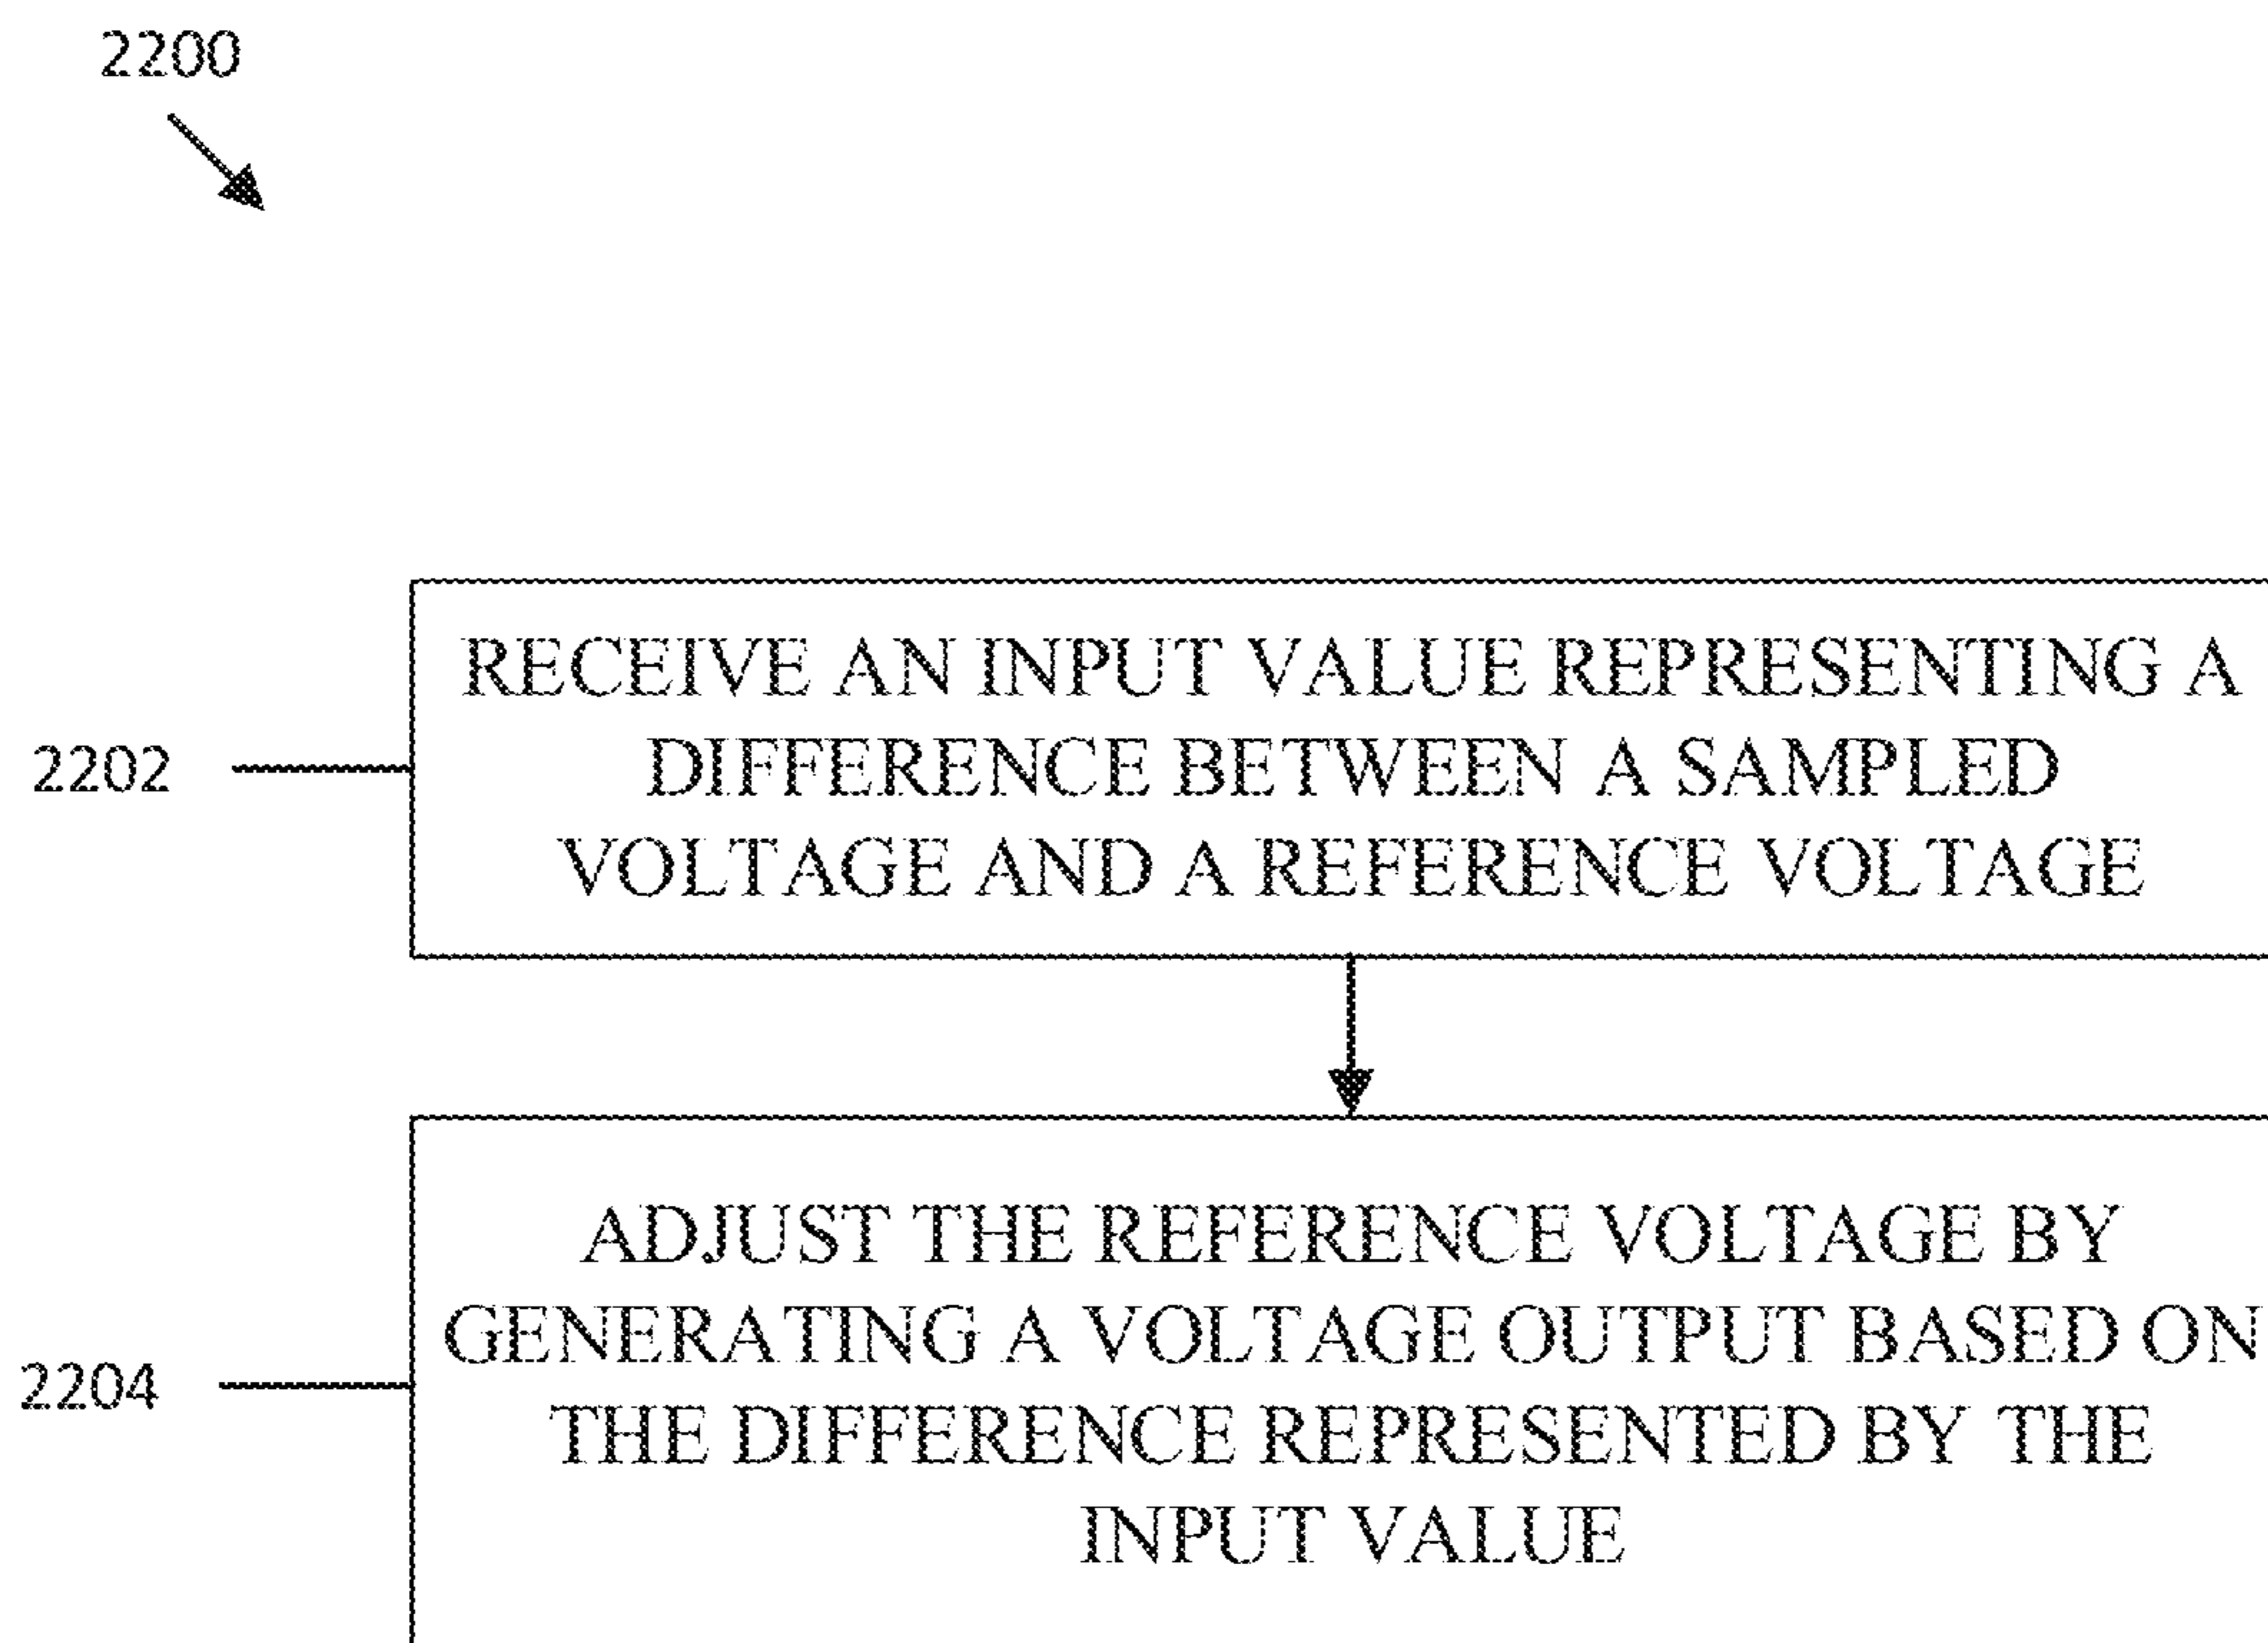 2200
RECEIVE AN INPUT VALUE REPRESENTING A
DIFFERENCE BETWEEN A SAMPLED
VOLTAGE AND A REFERENCE VOLTAGE
2202
ADJUST THE REFERENCE VOLTAGE BY
GENERATING A VOLTAGE OUTPUT BASED ON
THE DIFFERENCE REPRESENTED BY THE
INPUT VALUE
2204